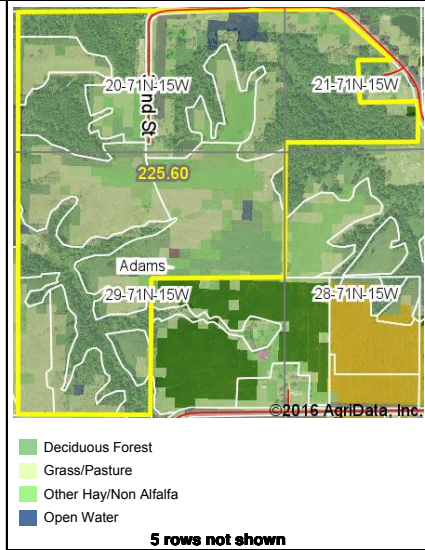 20-71N-15W
21-71N-15W
nd St
225.60
Adams
29-71N-15W
28-71N-15W
©2016 AgriData, Inc.
Deciduous Forest
Grass/Pasture
Other Hay/Non Alfalfa
Open Water
5 rows not shown